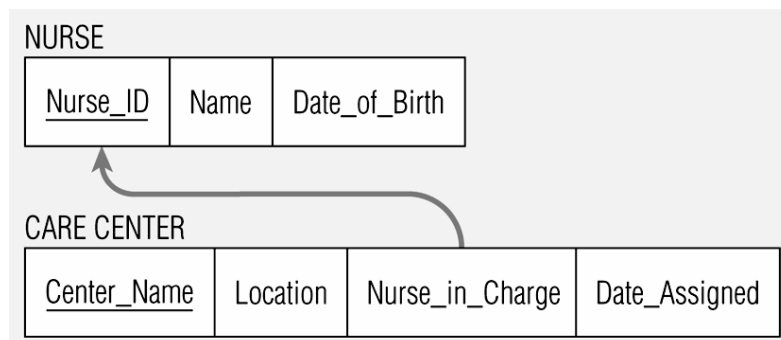 NURSE
Nurse_ID Name Date_of_Birth
CARE CENTER
Center_Name Location Nurse_in_Charge Date_Assigned